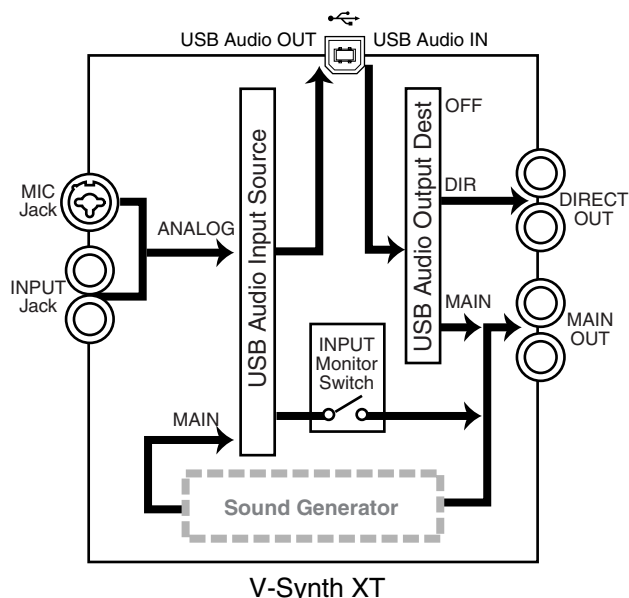 USB Audio OUT
USB Audio IN
OFF
USB Audio Input Source
USB Audio Output Dest
MIC
Jack
DIR
DIRECT
OUT
ANALOG
INPUT
Jack
MAIN
MAIN
OUT
INPUT
Monitor
Switch
MAIN
Sound Generator
V-Synth XT